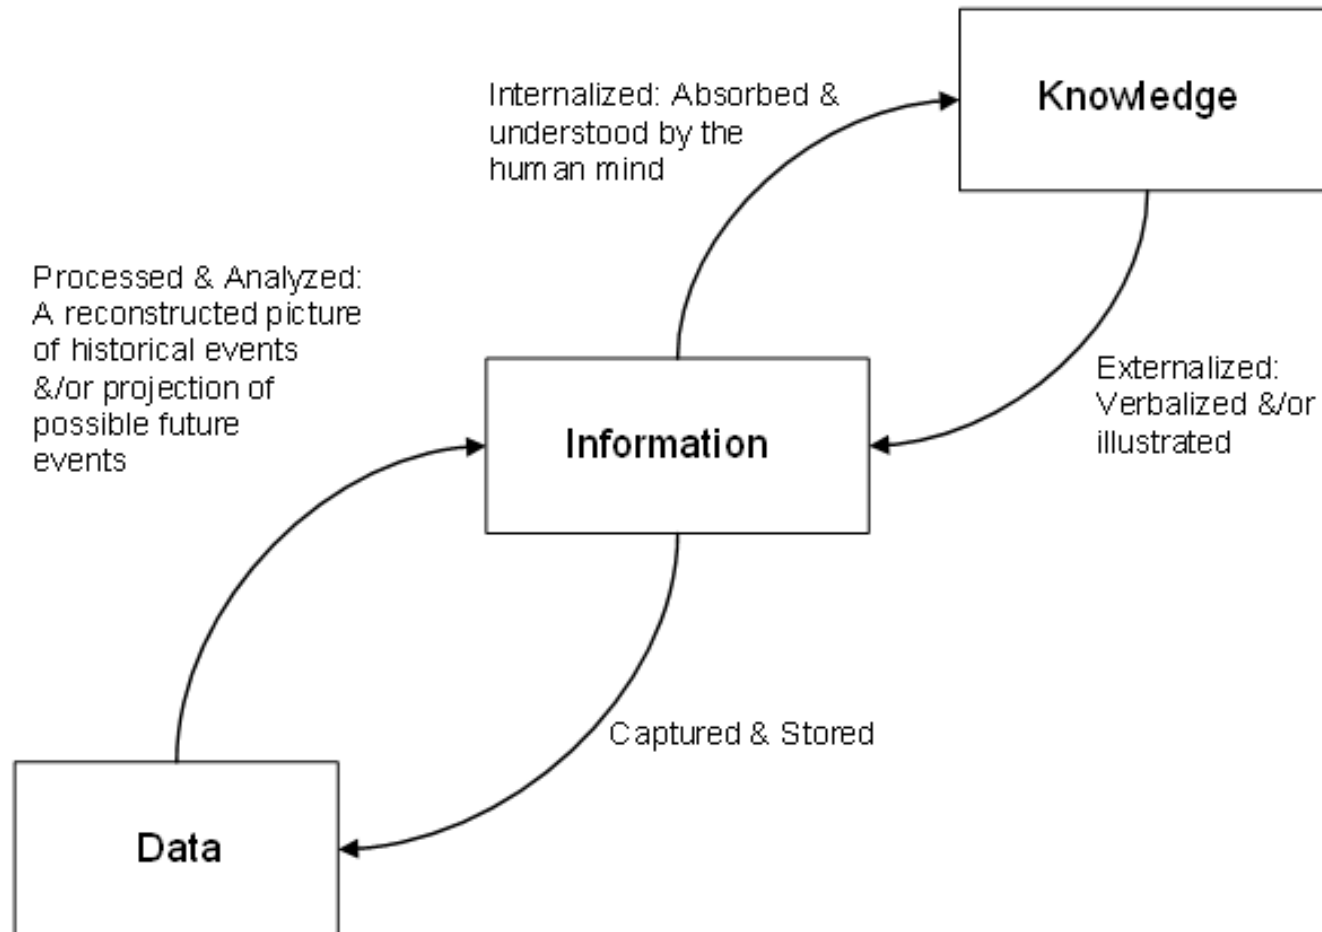 Knowledge
Internalized: Absorbed &
understood by the
human mind
Processed & Analyzed:
A reconstructed picture
of historical events
&/or projection of
possible future
events
Externalized:
Verbalized &/or
illustrated
Information
Captured & Stored
Data